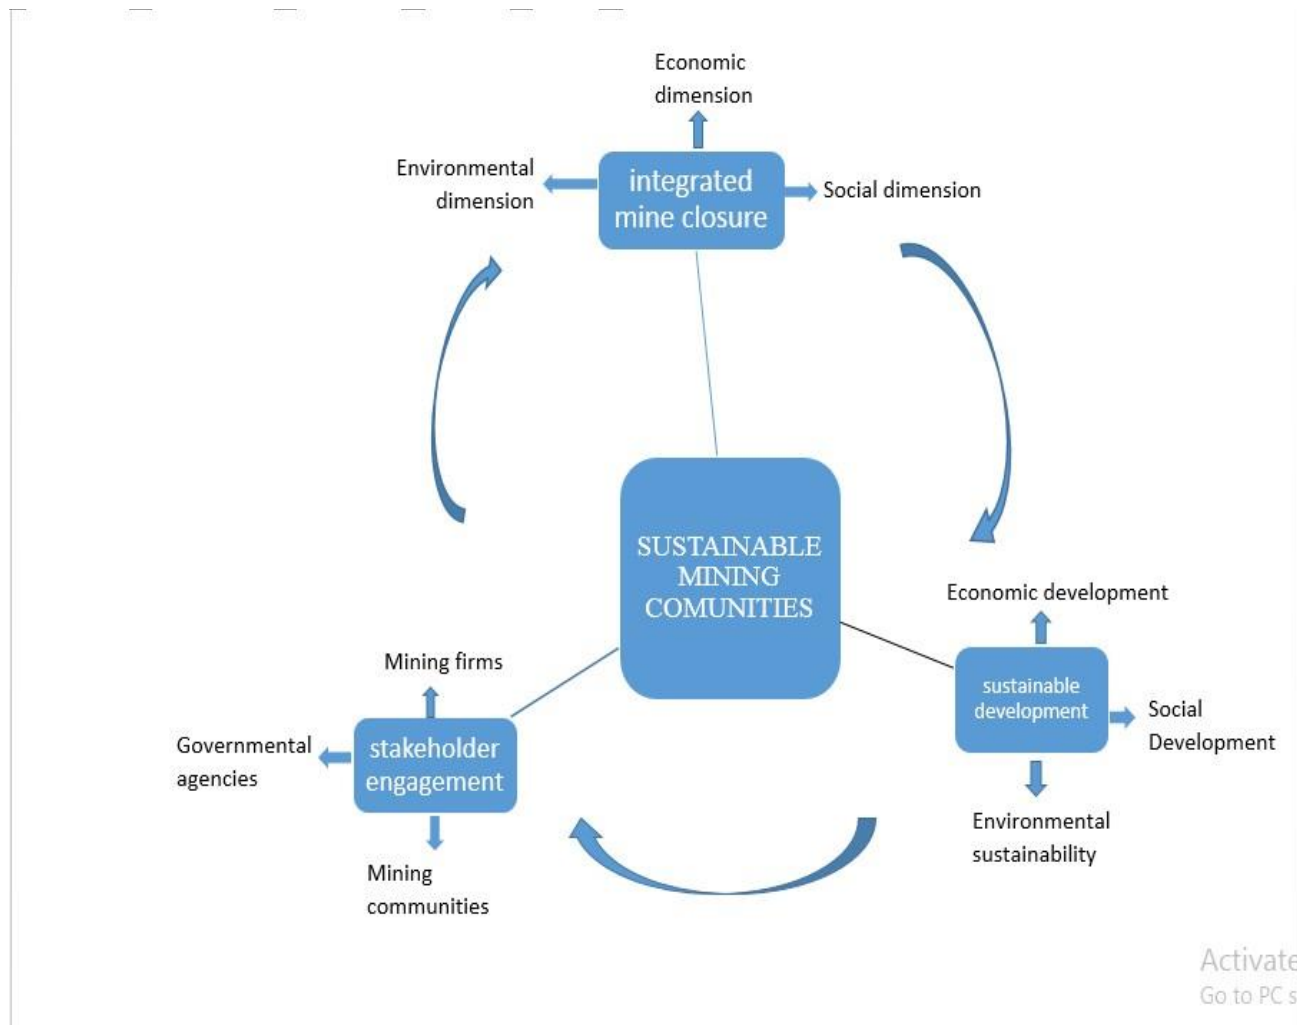 Economic
dimension
Environmental
dimension
integrated
mine closure
Social dimension
SUSTAINABLE
MINING
COMUNITIES
Economic development
sustainable
development
Social
Development
Environmental
sustainability
Mining firms
Governmental
agencies
stakeholder
engagement
Mining
communities
Activate
Go to PC s